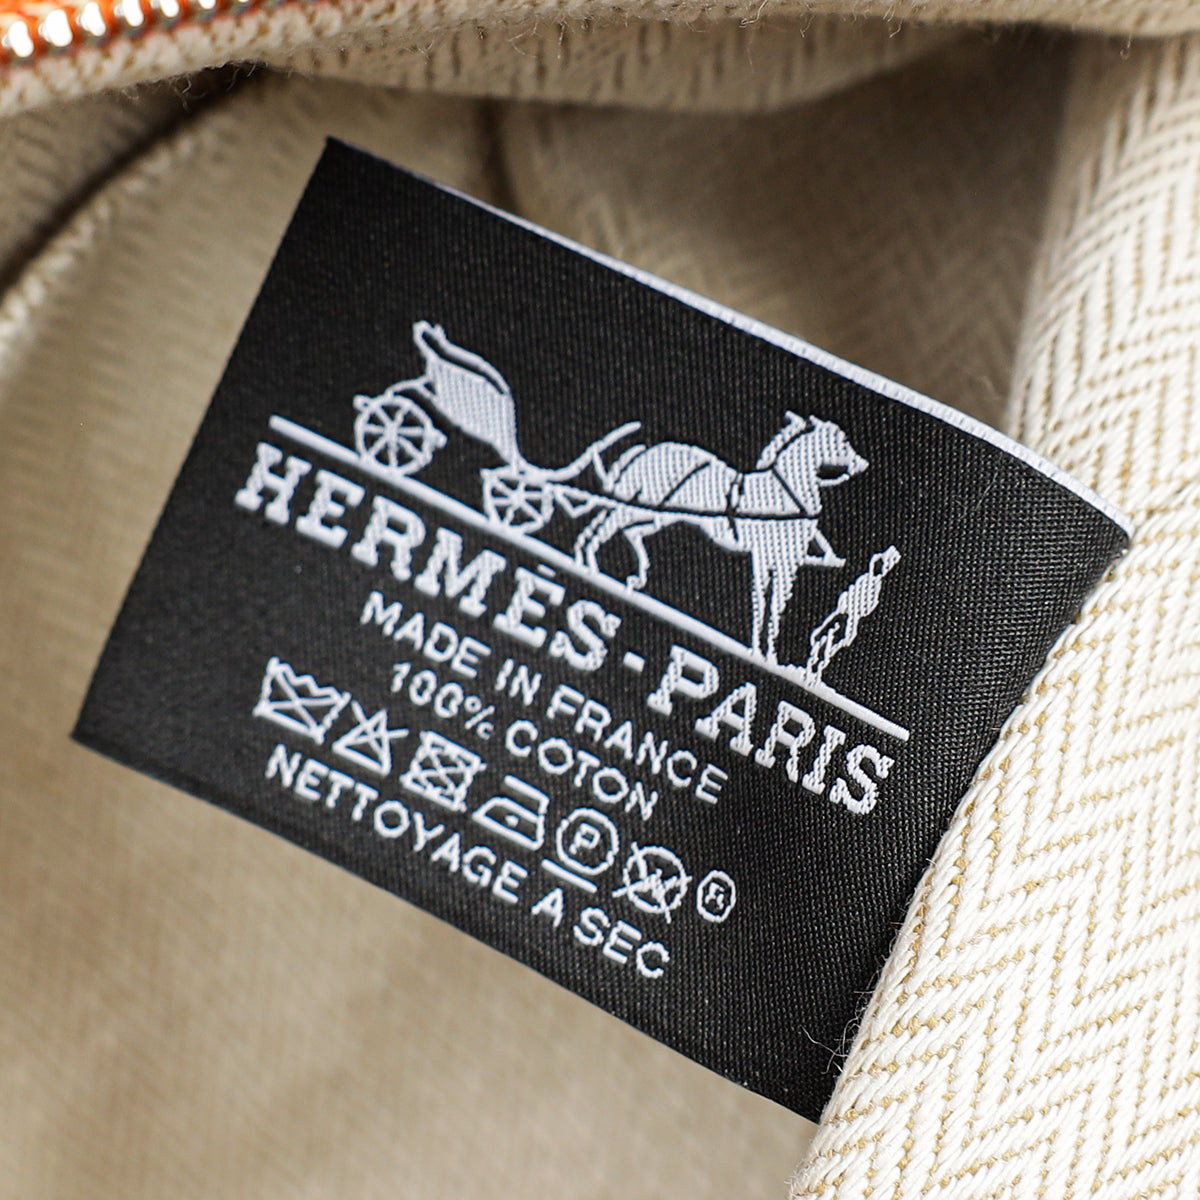 HERMÈS-PARIS
MADE IN FRANCE
100% COTON
P W ®
NETTOYAGE A SEC